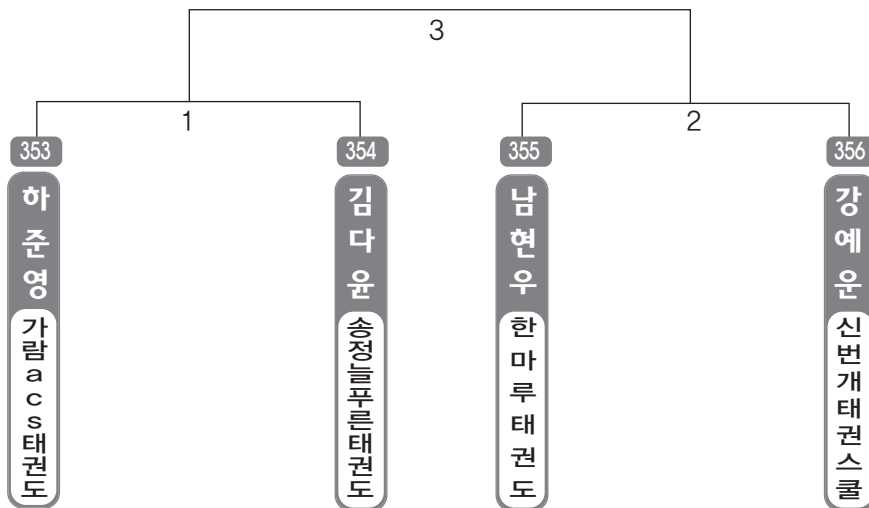 3
1
2
353
354
355
356
하준영
김다윤
남현우
강예운
가람acs태권도
송정늘푸른태권도
한마루태권도
신번개태권스쿨